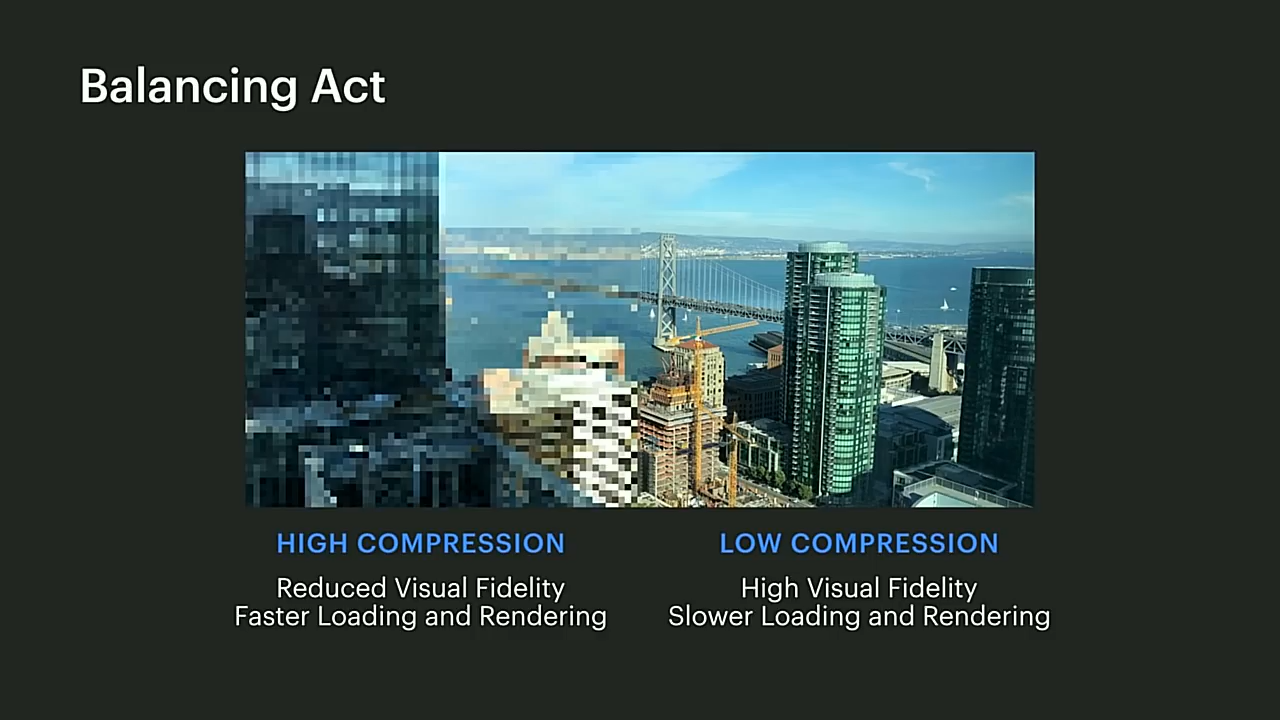 Balancing Act
HIGH COMPRESSION
Reduced Visual Fidelity
Faster Loading and Rendering
LOW COMPRESSION
High Visual Fidelity
Slower Loading and Rendering